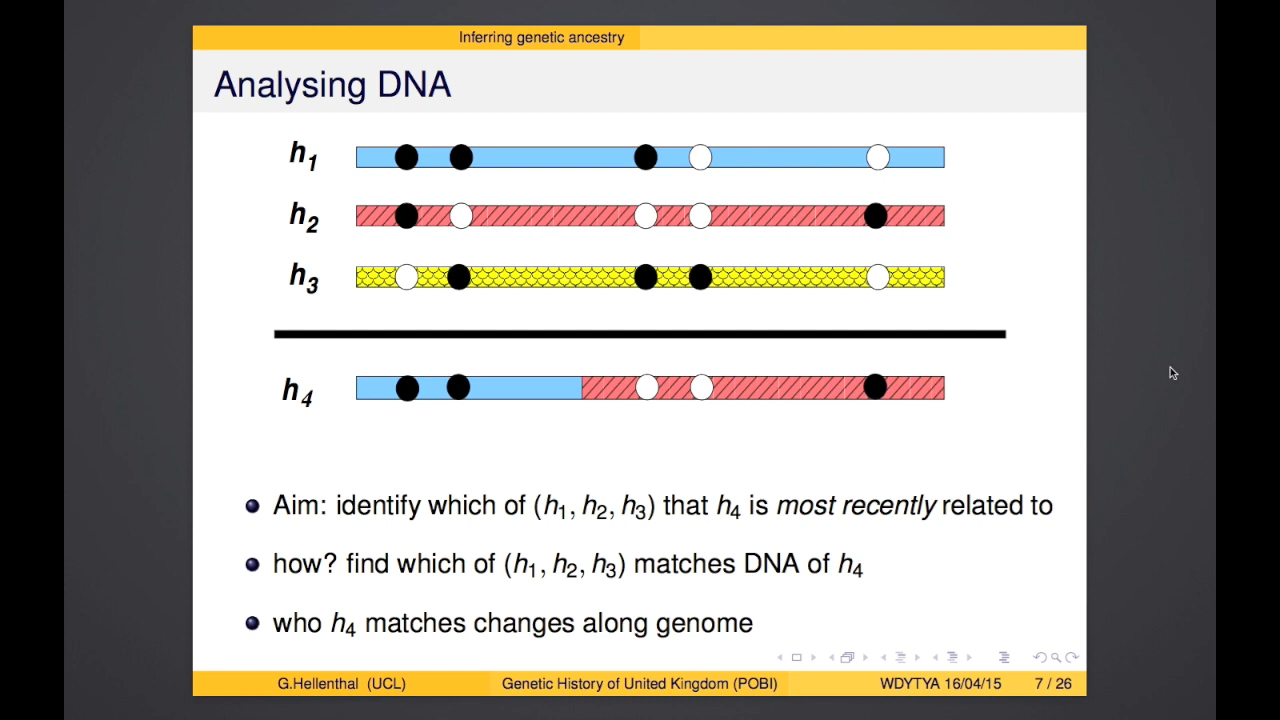 Inferring genetic ancestry
Analysing DNA
h1
h2
h3
h4
Aim: identify which of (h1, h2, h3) that h4 is most recently related to
how? find which of (h1, h2, h3) matches DNA of h4
who h4 matches changes along genome
G.Hellenthal (UCL) Genetic History of United Kingdom (POBI) WDYTYA 16/04/15 7 / 26